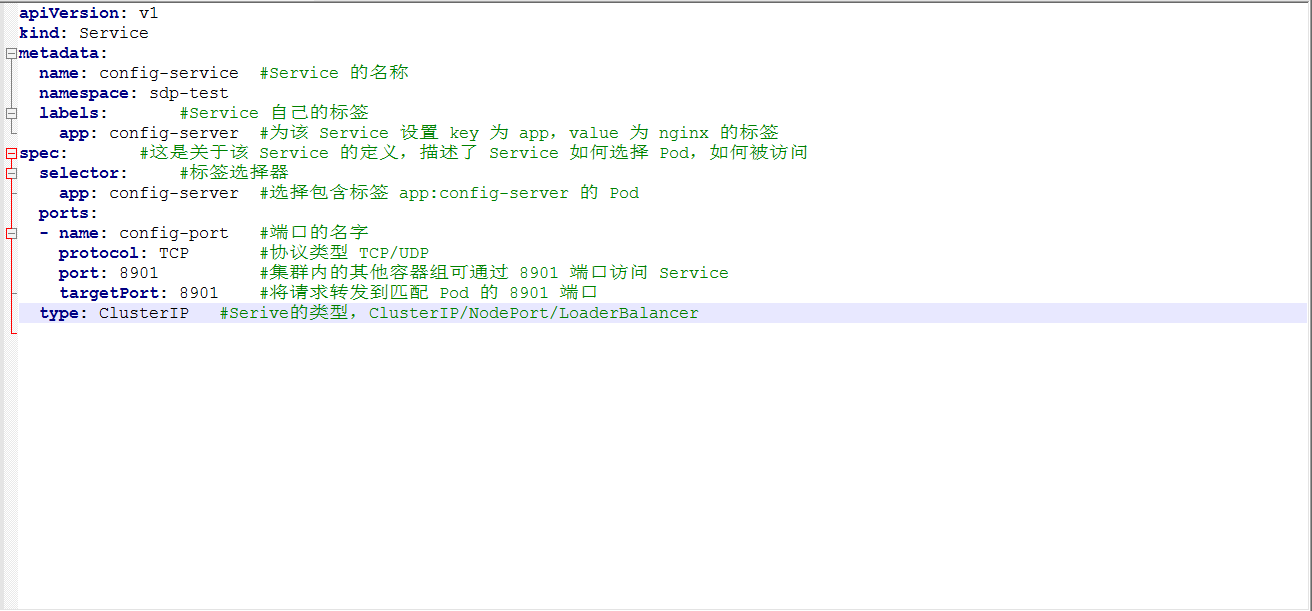 apiVersion: v1
kind: Service
metadata:
  name: config-service  #Service 的名称
  namespace: sdp-test
  labels:       #Service 自己的标签
    app: config-server  #为该 Service 设置 key 为 app，value 为 nginx 的标签
spec:       #这是关于该 Service 的定义，描述了 Service 如何选择 Pod，如何被访问
  selector:     #标签选择器
    app: config-server  #选择包含标签 app:config-server 的 Pod
  ports:
  - name: config-port   #端口的名字
    protocol: TCP       #协议类型 TCP/UDP
    port: 8901          #集群内的其他容器组可通过 8901 端口访问 Service
    targetPort: 8901    #将请求转发到匹配 Pod 的 8901 端口
  type: ClusterIP   #Serive的类型，ClusterIP/NodePort/LoaderBalancer